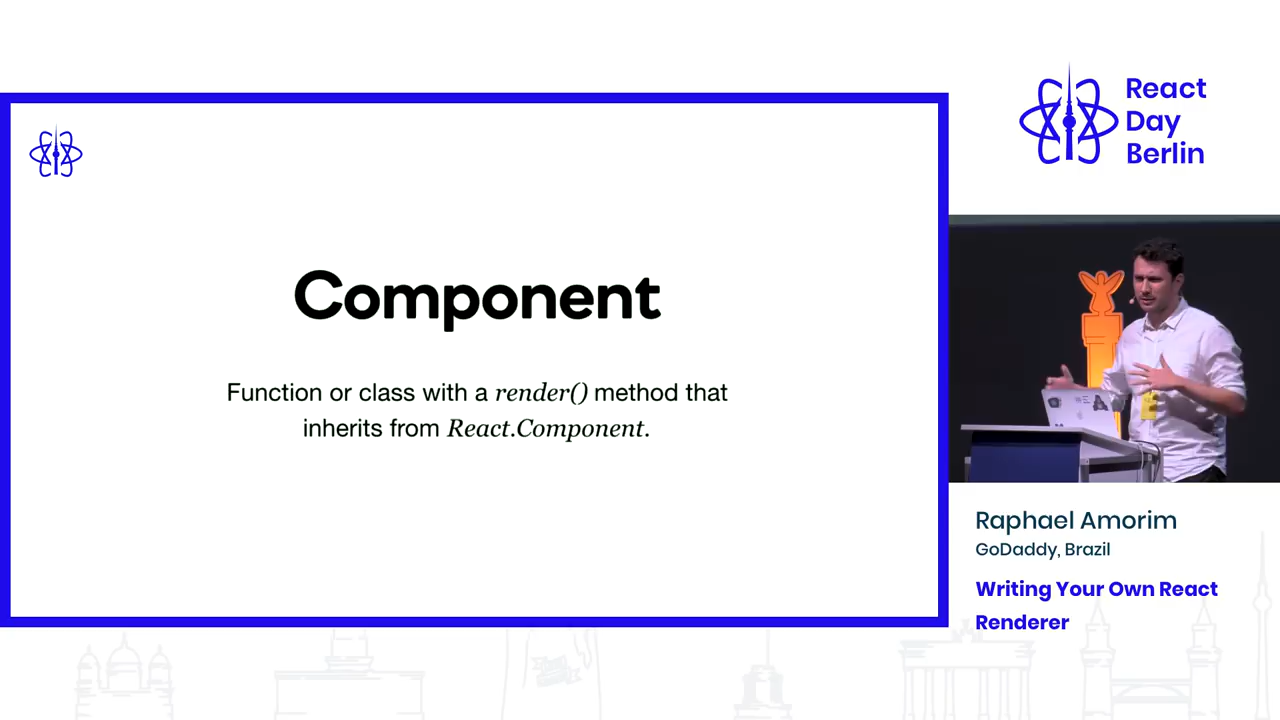 Component
Function or class with a render() method that
inherits from React.Component.
React
Day
Berlin
Raphael Amorim
GoDaddy, Brazil
Writing Your Own React
Renderer